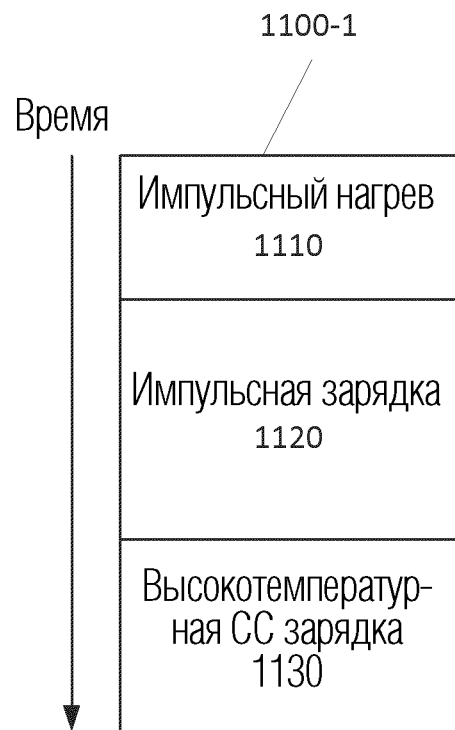 1100-1
Время
Импульсный нагрев
1110
Импульсная зарядка
1120
Высокотемператур-
ная СС зарядка
1130